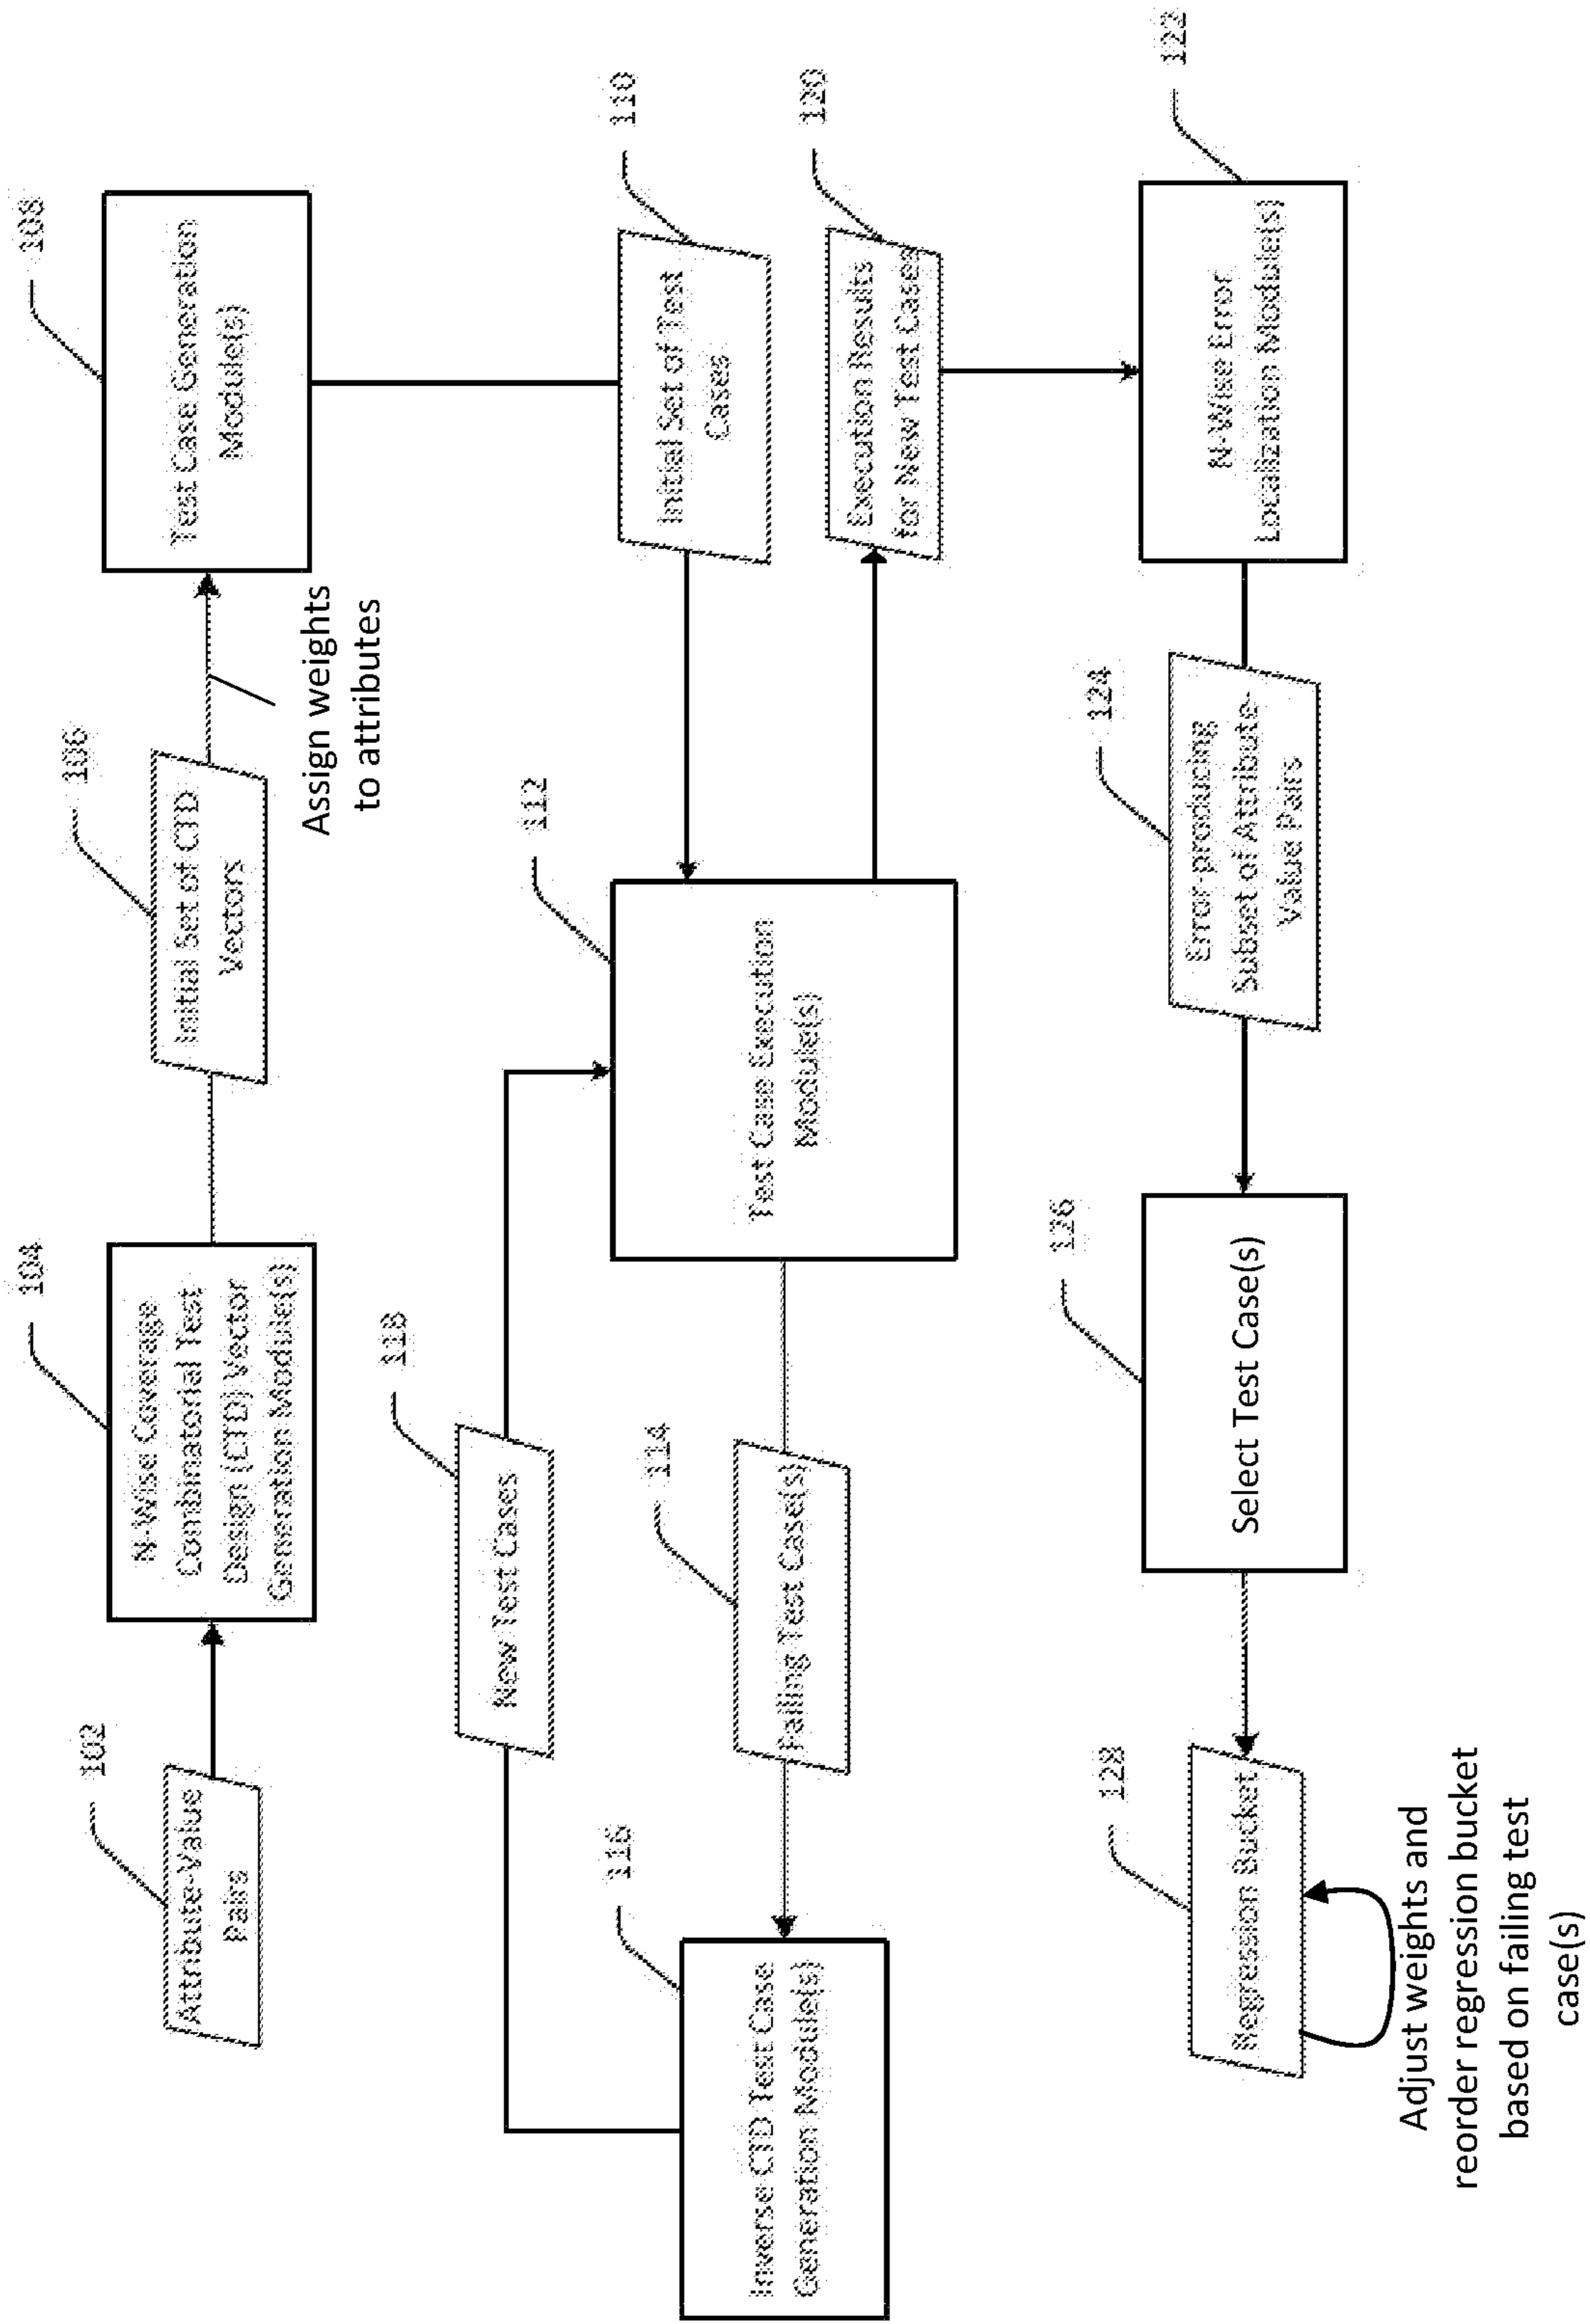 102
Attribute-Value
Pairs
104
N-Wise Coverage
Combinatorial Test
Design (CTD) Vector
Generation Module(s)
106
Initial Set of CTD
Vectors
Assign weights
to attributes
108
Test Case Generation
Module(s)
110
Initial Set of Test
Cases
112
Test Case Execution
Module(s)
114
Failing Test Case(s)
116
Inverse CTD Test Case
Generation Module(s)
118
New Test Cases
120
Execution Results
for New Test Cases
122
N-Wise Error
Localization Module(s)
124
Error-producing
Subset of Attribute-
Value Pairs
126
Select Test Case(s)
128
Regression Bucket
Adjust weights and
reorder regression bucket
based on failing test
case(s)